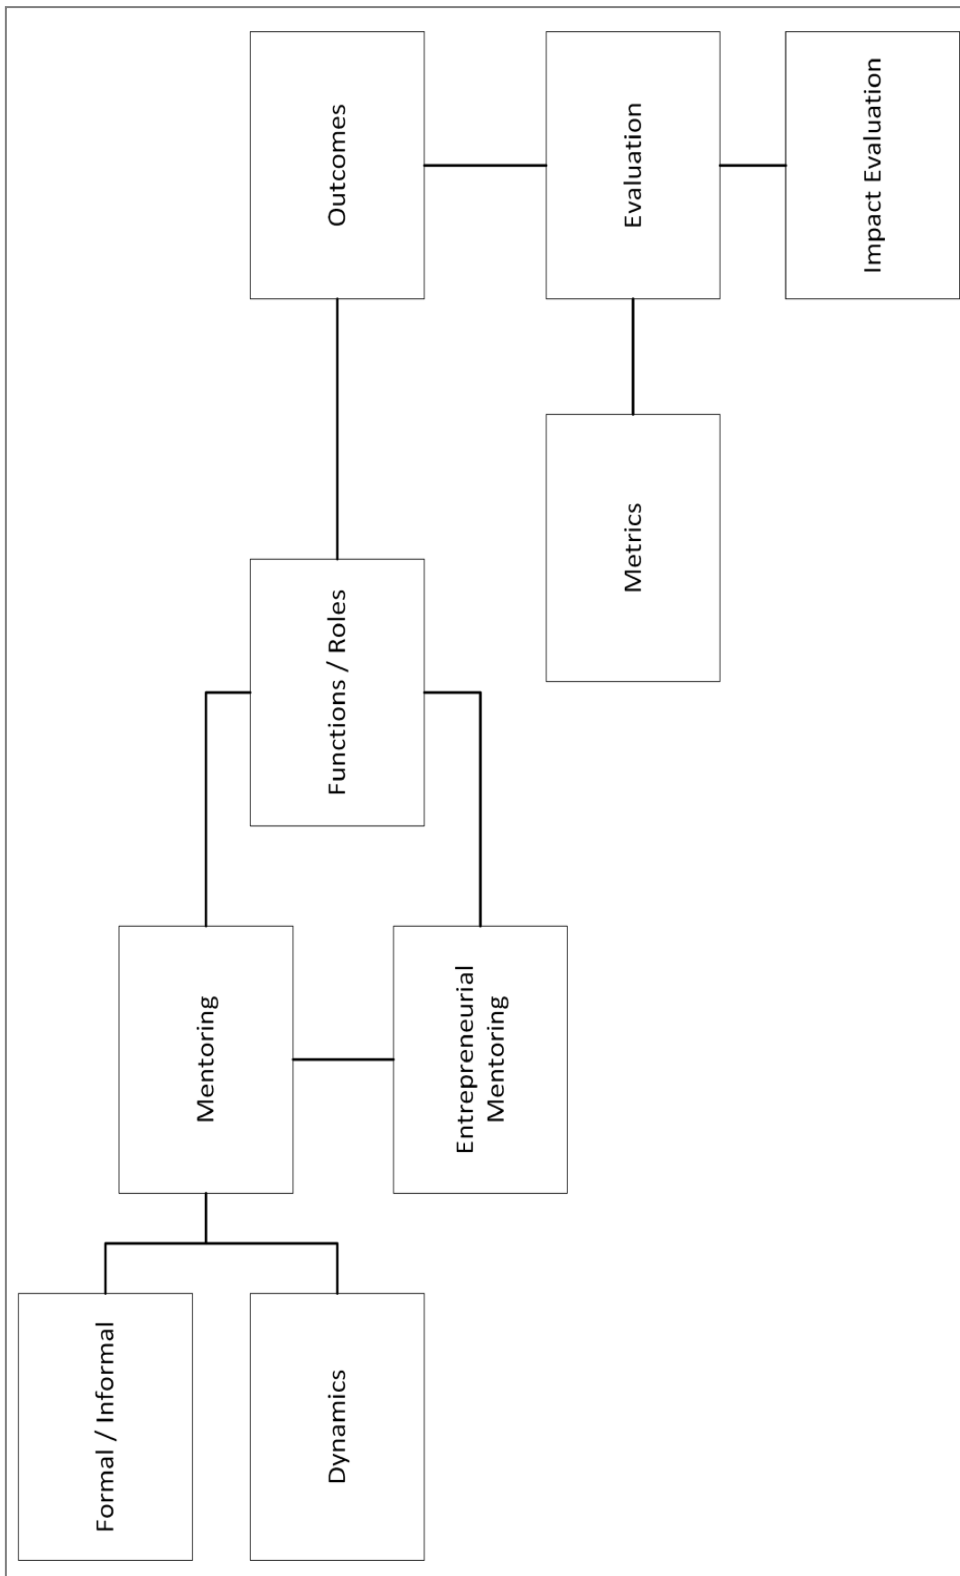 Formal / Informal
Dynamics
Mentoring
Entrepreneurial
Mentoring
Functions / Roles
Outcomes
Metrics
Evaluation
Impact Evaluation